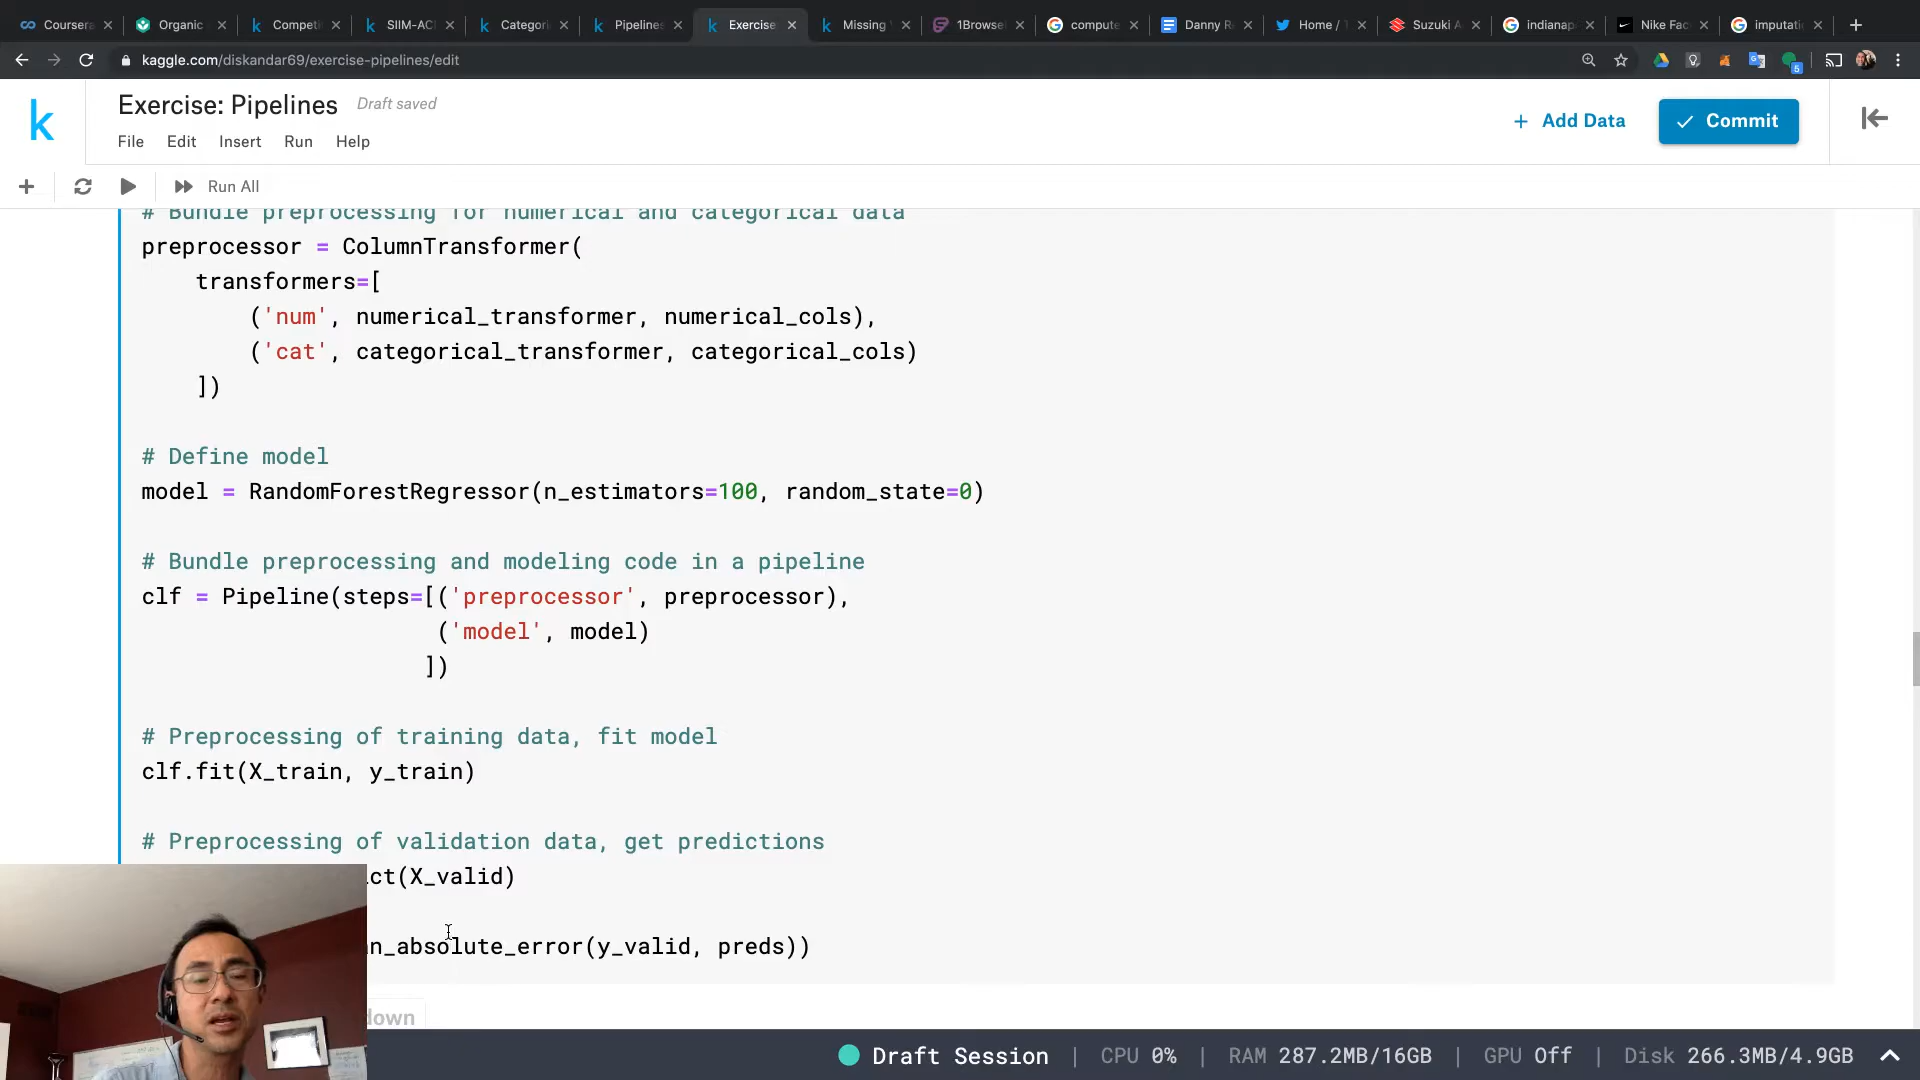 Coursera
Organic
Competi
SIIM-AC
Categori
Pipelines
Exercise
Missing
1Browse
compute
Danny R
Home / T
Suzuki A
indianap
Nike Fac
imputati
kaggle.com/diskandar69/exercise-pipelines/edit
5
k
Exercise: Pipelines Draft saved
File Edit Insert Run Help
+ Add Data
Commit
Run All
# Bundle preprocessing for numerical and categorical data
preprocessor = ColumnTransformer(
transformers=[
('num', numerical_transformer, numerical_cols),
('cat', categorical_transformer, categorical_cols)
])
# Define model
model = RandomForestRegressor(n_estimators=100, random_state=0)
# Bundle preprocessing and modeling code in a pipeline
clf = Pipeline(steps=[('preprocessor', preprocessor),
('model', model)
])
# Preprocessing of training data, fit model
clf.fit(X_train, y_train)
# Preprocessing of validation data, get predictions
ct(X_valid)
n_absolute_error(y_valid, preds))
down
Draft Session | CPU 0% | RAM 287.2MB/16GB | GPU Off | Disk 266.3MB/4.9GB